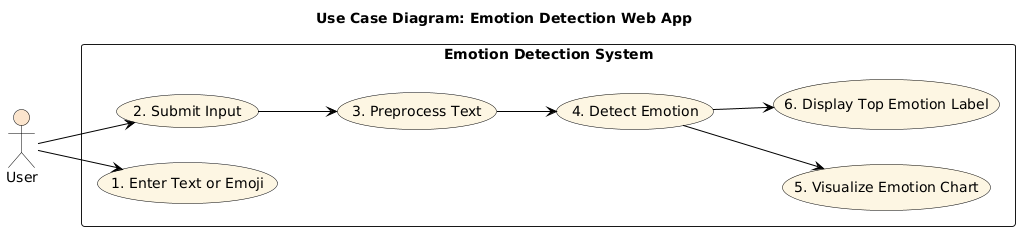 Use Case Diagram: Emotion Detection Web App
Emotion Detection System
2. Submit Input
3. Preprocess Text
4. Detect Emotion
6. Display Top Emotion Label
User
1. Enter Text or Emoji
5. Visualize Emotion Chart